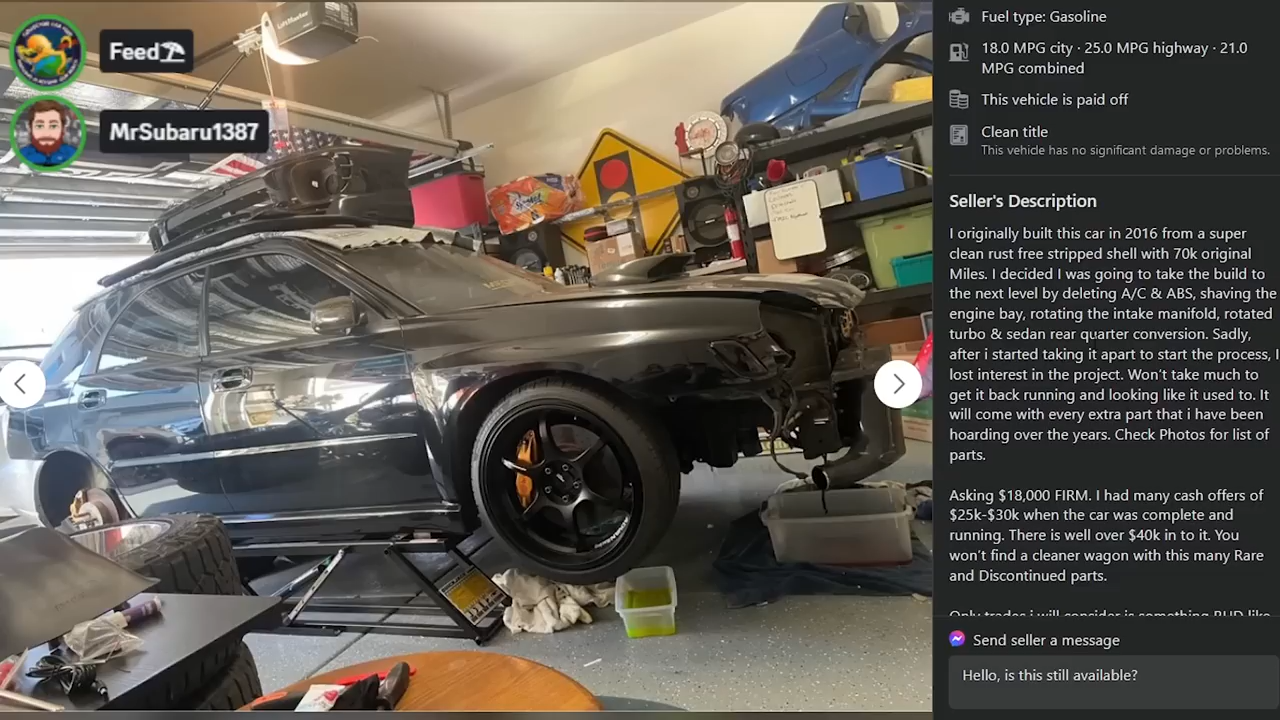 Feed
MrSubaru1387
LiftMaster
Fuel type: Gasoline
18.0 MPG city · 25.0 MPG highway · 21.0
MPG combined
This vehicle is paid off
Clean title
This vehicle has no significant damage or problems.
Seller's Description
I originally built this car in 2016 from a super
clean rust free stripped shell with 70k original
Miles. I decided I was going to take the build to
the next level by deleting A/C & ABS, shaving the
engine bay, rotating the intake manifold, rotated
turbo & sedan rear quarter conversion. Sadly,
after i started taking it apart to start the process, I
lost interest in the project. Won't take much to
get it back running and looking like it used to. It
will come with every extra part that i have been
hoarding over the years. Check Photos for list of
parts.
Asking $18,000 FIRM. I had many cash offers of
$25k-$30k when the car was complete and
running. There is well over $40k in to it. You
won't find a cleaner wagon with this many Rare
and Discontinued parts.
Only trades i will consider is something RHD like
Send seller a message
Hello, is this still available?